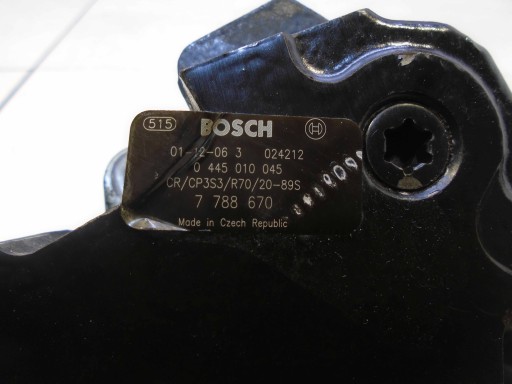 515 BOSCH
01-12-06 3 024212
0 445 010 045
CR/CP3S3/R70/20-89S
7 788 670
Made in Czech Republic